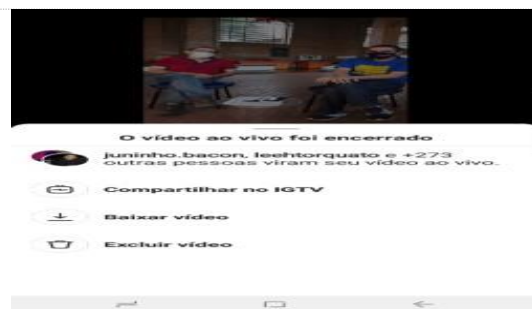 O vídeo ao vivo foi encerrado
juninho.bacon, leehtorquato e +273
outras pessoas viram seu vídeo ao vivo.
Compartilhar no IGTV
Baixar vídeo
Excluir vídeo